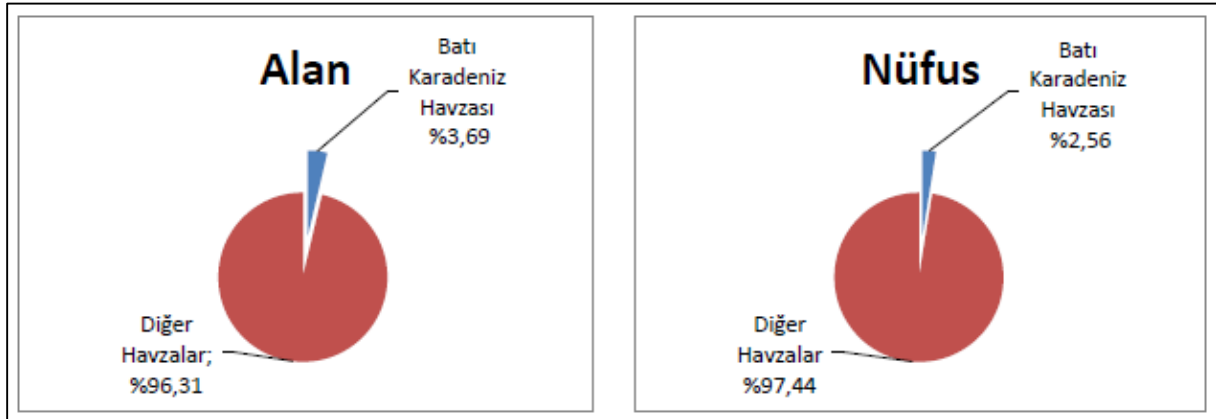 Alan
Batı
Karadeniz
Havzası
%3,69
Diğer
Havzalar;
%96,31
Nüfus
Batı
Karadeniz
Havzası
%2,56
Diğer
Havzalar
%97,44